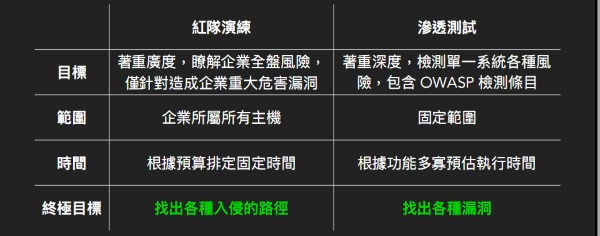 紅隊演練 滲透測試
目標 著重廣度，瞭解企業全盤風險，僅針對造成企業重大危害漏洞 著重深度，檢測單一系統各種風險，包含 OWASP 檢測條目
範圍 企業所屬所有主機 固定範圍
時間 根據預算排定固定時間 根據功能多寡預估執行時間
終極目標 找出各種入侵的路徑 找出各種漏洞